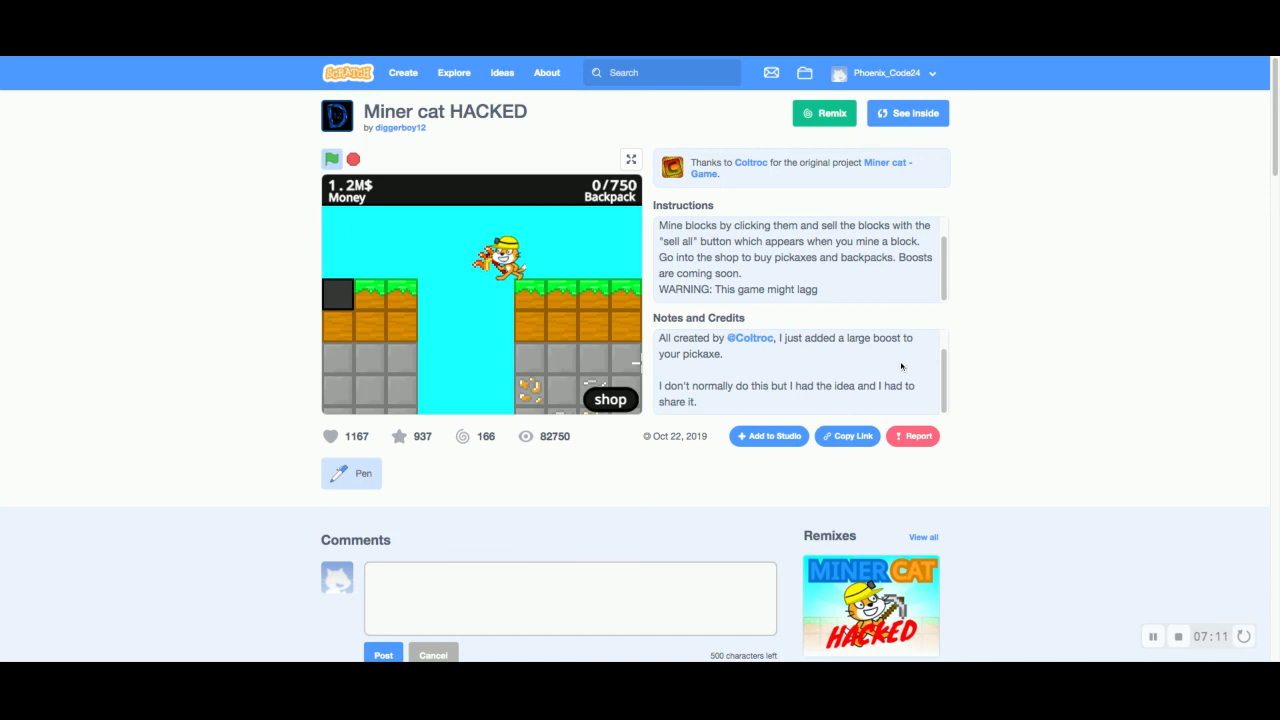 SCRATCH Create Explore Ideas About Search Phoenix_Code24
Miner cat HACKED
by diggerboy12
Remix See inside
Thanks to Coltroc for the original project Miner cat -
Game.
1.2M$ 0/750
Money Backpack
shop
Instructions
Mine blocks by clicking them and sell the blocks with the
"sell all" button which appears when you mine a block.
Go into the shop to buy pickaxes and backpacks. Boosts
are coming soon.
WARNING: This game might lagg
Notes and Credits
All created by @Coltroc, I just added a large boost to
your pickaxe.
I don't normally do this but I had the idea and I had to
share it.
1167 937 166 82750 © Oct 22, 2019 Add to Studio Copy Link Report
Pen
Comments
Post Cancel 500 characters left
Remixes View all
MINER CAT
HACKED
07:11